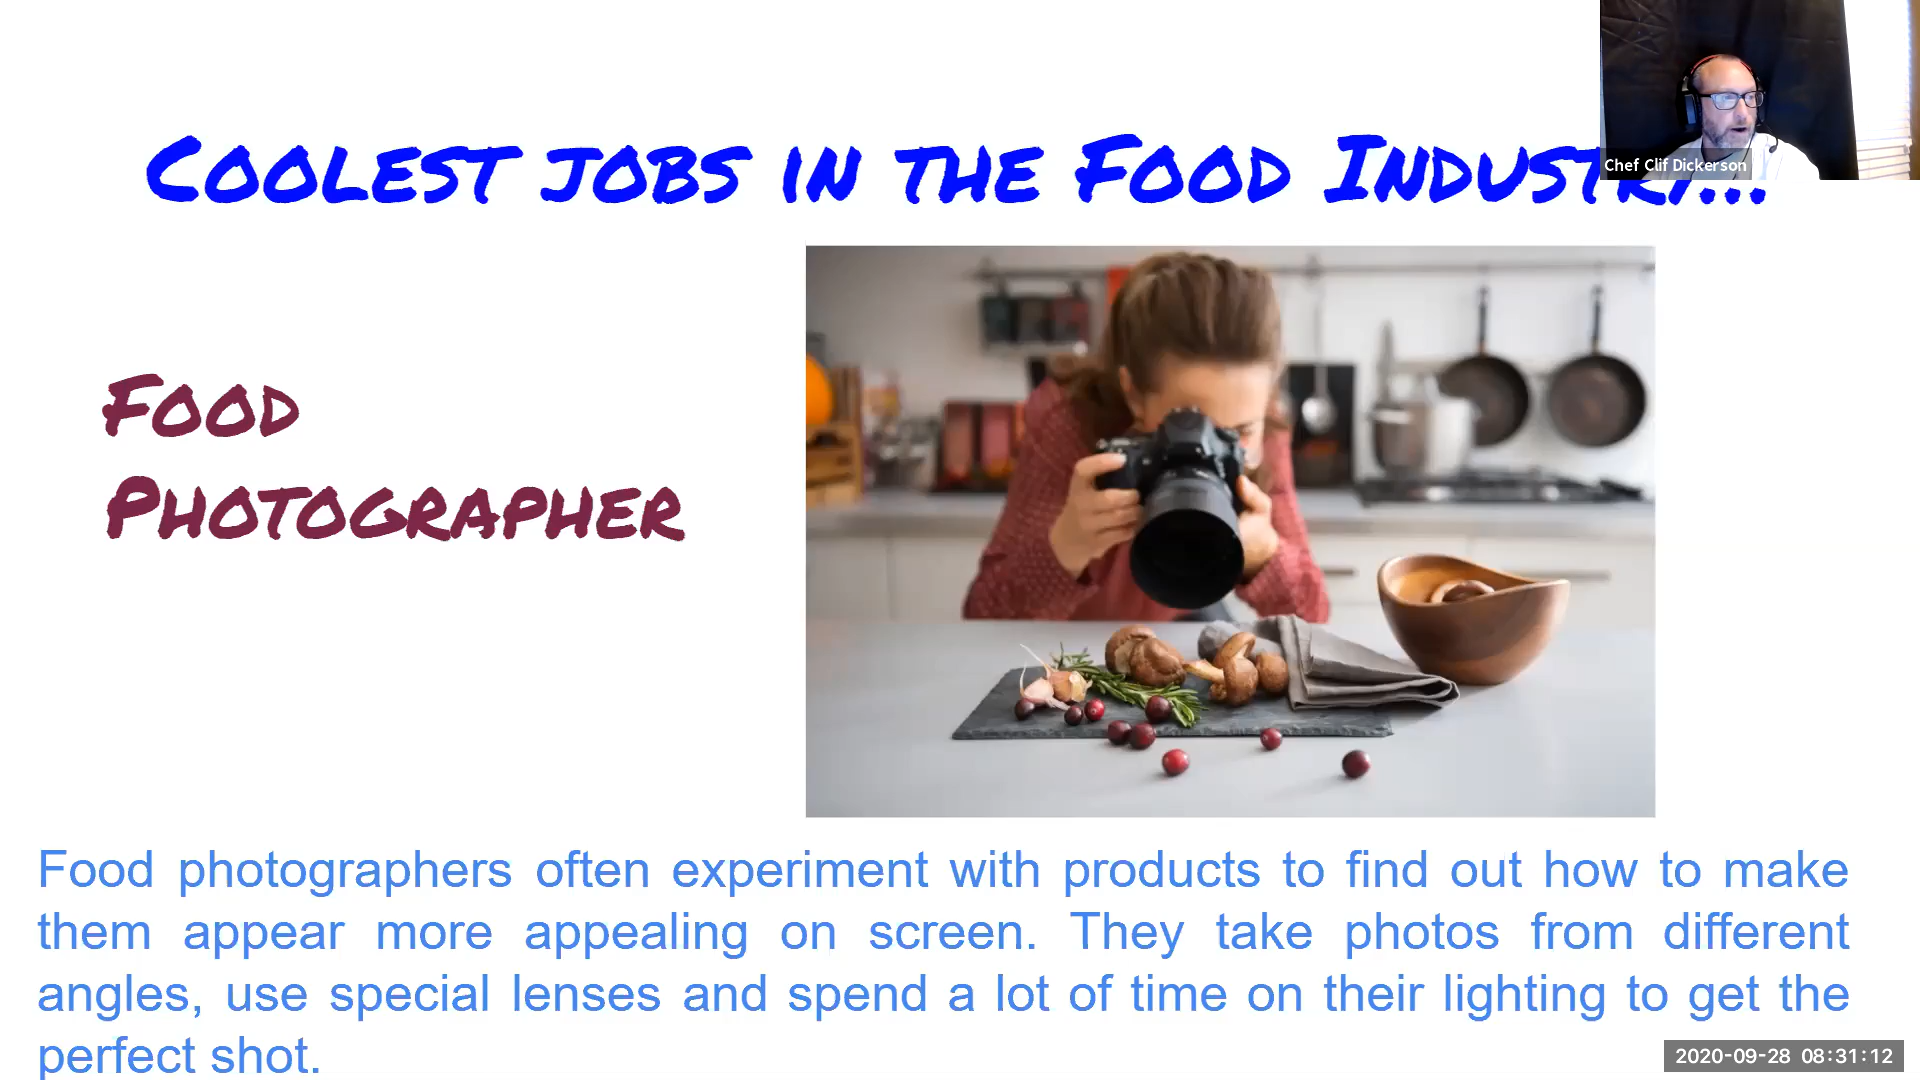 Coolest jobs in the Food Industry...
Chef Clif Dickerson
Food
Photographer
Food photographers often experiment with products to find out how to make
them appear more appealing on screen. They take photos from different
angles, use special lenses and spend a lot of time on their lighting to get the
perfect shot.
2020-09-28 08:31:12